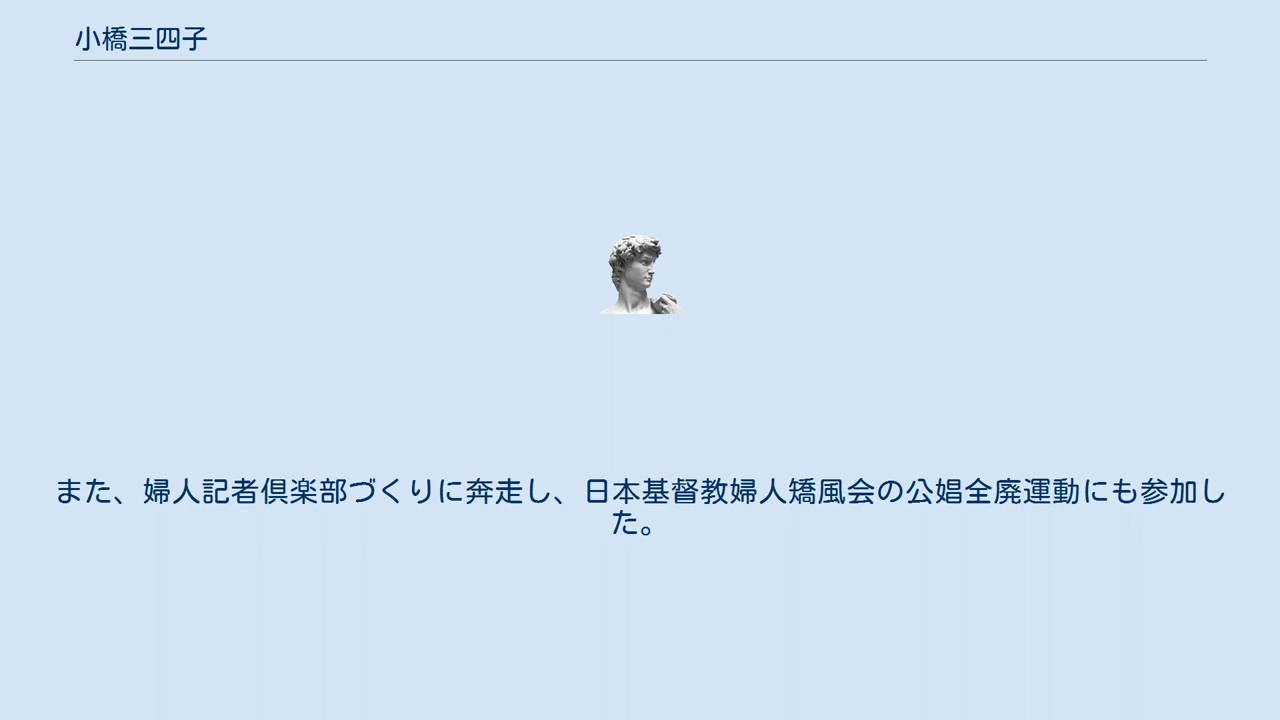 小橋三四子
また、婦人記者倶楽部づくりに奔走し、日本基督教婦人矯風会の公娼全廃運動にも参加し
た。